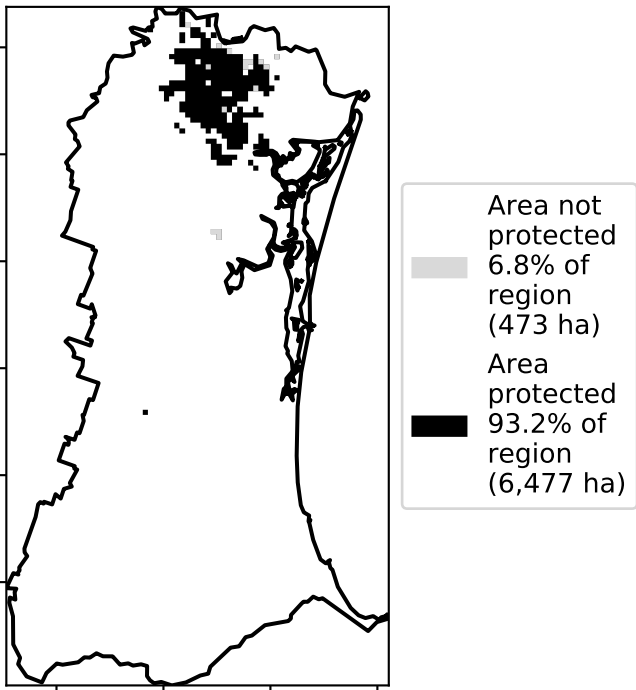 Area not
protected
6.8% of
region
(473 ha)
Area
protected
93.2% of
region
(6,477 ha)